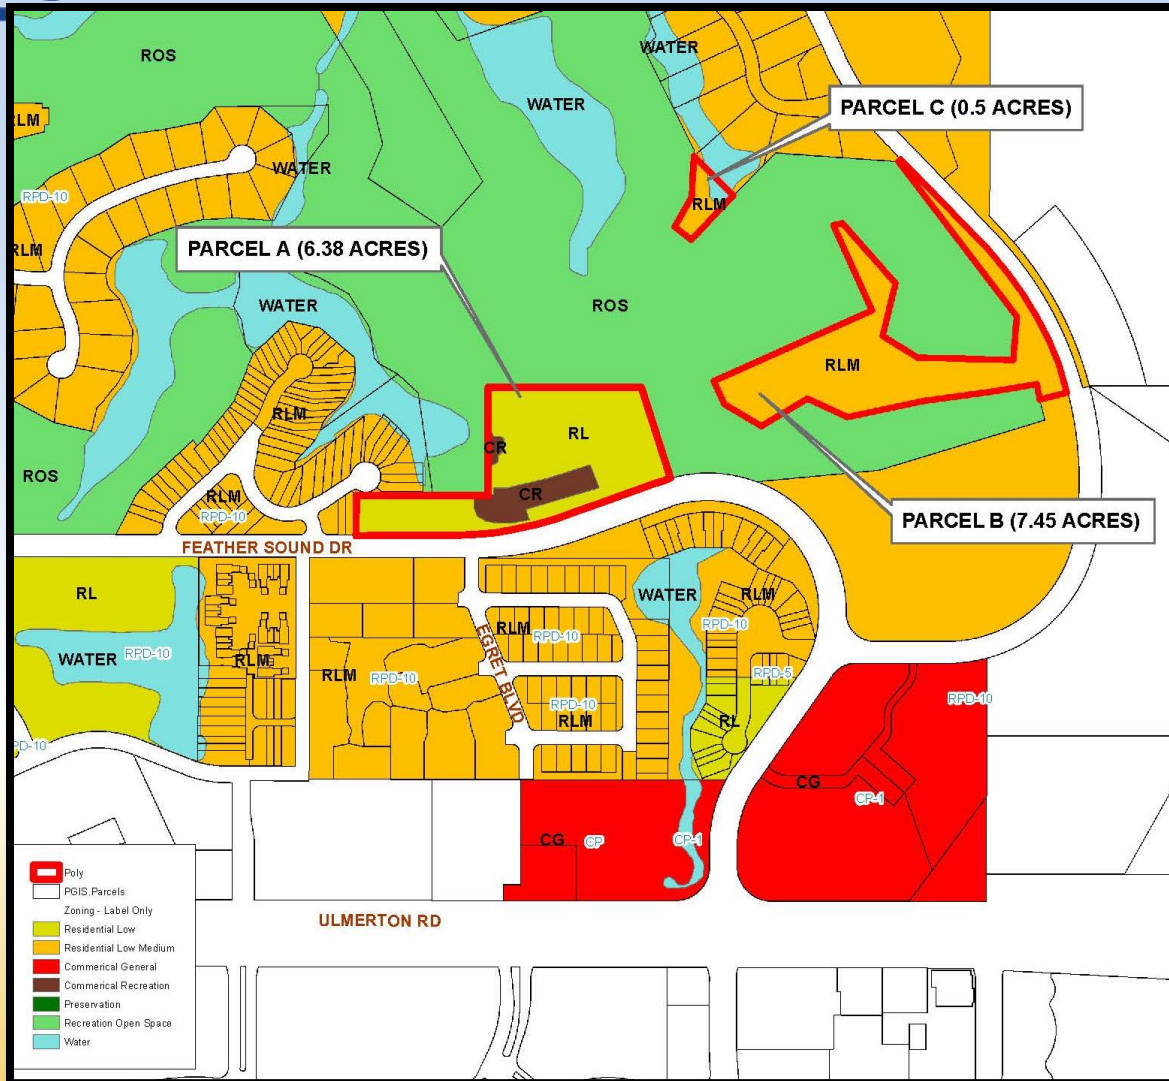 ROS
WATER
WATER
PARCEL C (0.5 ACRES)
RLM
WATER
RPD-10
RLM
RLM
PARCEL A (6.38 ACRES)
WATER
ROS
RLM
RLM
CR
RL
ROS
RLM
RPD-10
CR
PARCEL B (7.45 ACRES)
FEATHER SOUND DR
RL
WATER
RLM
RPD-10
WATER
RPD-10
RLM
RLM
RPD-10
EGRET BLVD
RLM
RPD-10
RPD-10
RLM
RPD-5
RL
RPD-10
PD-10
CG
CP-1
CG
CP
CP-1
ULMERTON RD
Poly
PGIS.Parcels
Zoning - Label Only
Residential Low
Residential Low Medium
Commerical General
Commerical Recreation
Preservation
Recreation Open Space
Water